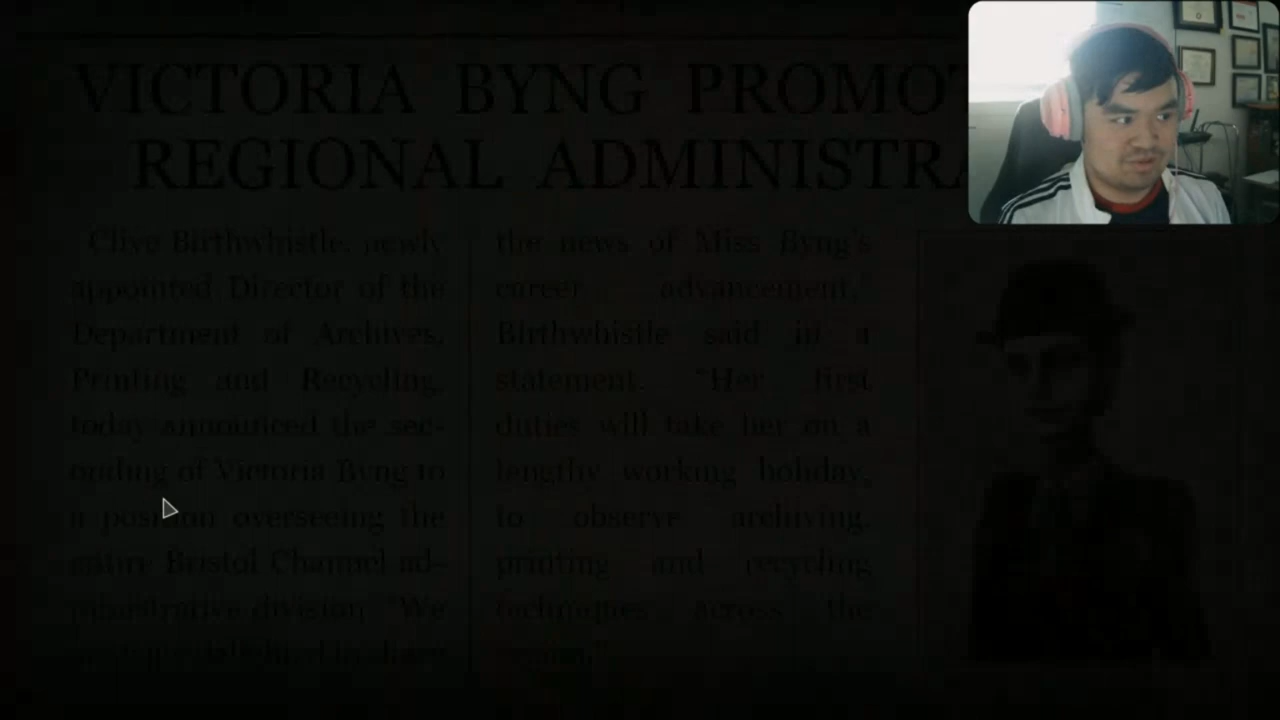 VICTORIA BYNG PROMOT
REGIONAL ADMINISTRA
Clive Birthwhistle, newly
appointed Director of the
Department of Archives,
Printing and Recycling,
today announced the sec-
onding of Victoria Byng to
a position overseeing the
entire Bristol Channel ad-
ministrative division. "We
the news of Miss Byng's
career advancement,"
Birthwhistle said in a
statement. "Her first
duties will take her on a
lengthy working holiday,
to observe archiving,
printing and recycling
techniques across the